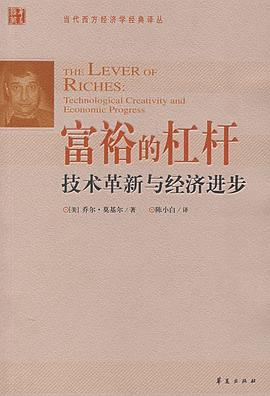 当代西方经济学经典译丛
THE LEVER OF
RICHES:
Technological Creativity and
Economic Progress
富裕的杠杆
技术革新与经济进步
[美] 乔尔·莫基尔 / 著 陈小白 / 译
华夏出版社